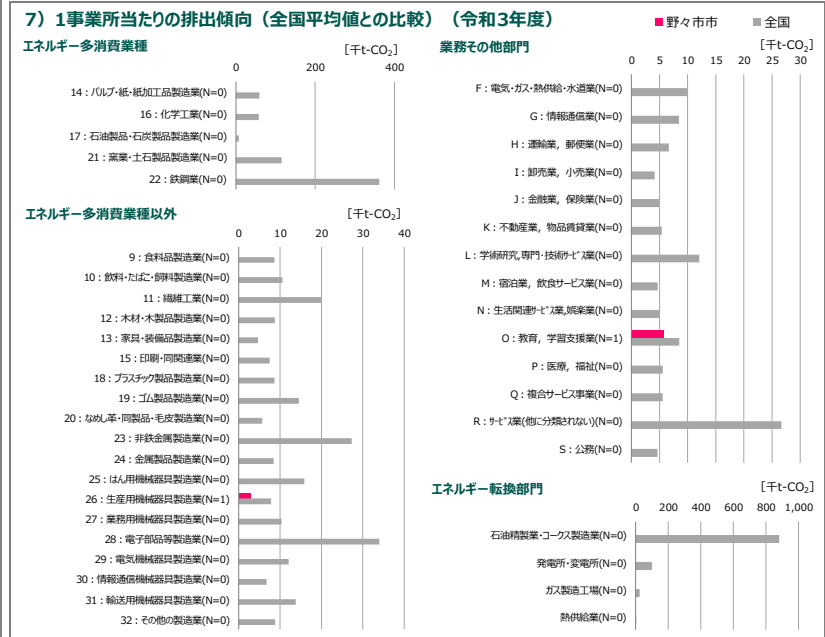 7）1事業所当たりの排出傾向（全国平均値との比較）（令和3年度）
■野々市市 ■全国
エネルギー多消費業種
[千t-CO₂]
0 200 400
14：パルプ・紙・紙加工品製造業(N=0)
16：化学工業(N=0)
17：石油製品・石炭製品製造業(N=0)
21：窯業・土石製品製造業(N=0)
22：鉄鋼業(N=0)
エネルギー多消費業種以外
[千t-CO₂]
0 10 20 30 40
9：食料品製造業(N=0)
10：飲料・たばこ・飼料製造業(N=0)
11：繊維工業(N=0)
12：木材・木製品製造業(N=0)
13：家具・装備品製造業(N=0)
15：印刷・同関連業(N=0)
18：プラスチック製品製造業(N=0)
19：ゴム製品製造業(N=0)
20：なめし革・同製品・毛皮製造業(N=0)
23：非鉄金属製造業(N=0)
24：金属製品製造業(N=0)
25：はん用機械器具製造業(N=0)
26：生産用機械器具製造業(N=1)
27：業務用機械器具製造業(N=0)
28：電子部品等製造業(N=0)
29：電気機械器具製造業(N=0)
30：情報通信機械器具製造業(N=0)
31：輸送用機械器具製造業(N=0)
32：その他の製造業(N=0)
業務その他部門
[千t-CO₂]
0 5 10 15 20 25 30
F：電気・ガス・熱供給・水道業(N=0)
G：情報通信業(N=0)
H：運輸業，郵便業(N=0)
I：卸売業，小売業(N=0)
J：金融業，保険業(N=0)
K：不動産業，物品賃貸業(N=0)
L：学術研究,専門・技術ｻｰﾋﾞｽ業(N=0)
M：宿泊業，飲食サービス業(N=0)
N：生活関連ｻｰﾋﾞｽ業,娯楽業(N=0)
O：教育，学習支援業(N=1)
P：医療，福祉(N=0)
Q：複合サービス事業(N=0)
R：ｻｰﾋﾞｽ業(他に分類されない)(N=0)
S：公務(N=0)
エネルギー転換部門
[千t-CO₂]
0 200 400 600 800 1,000
石油精製業・コークス製造業(N=0)
発電所・変電所(N=0)
ガス製造工場(N=0)
熱供給業(N=0)